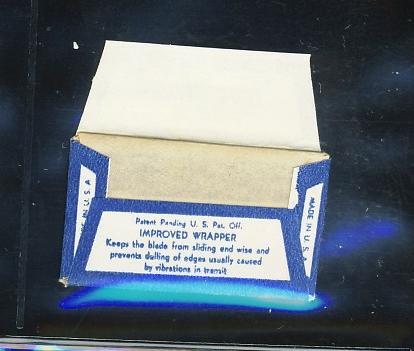 Patent Pending U. S. Pat. Off.
IMPROVED WRAPPER
Keeps the blade from sliding end wise and
prevents dulling of edges usually caused
by vibrations in transit
IN U.S.A
MADE IN U.S.A.